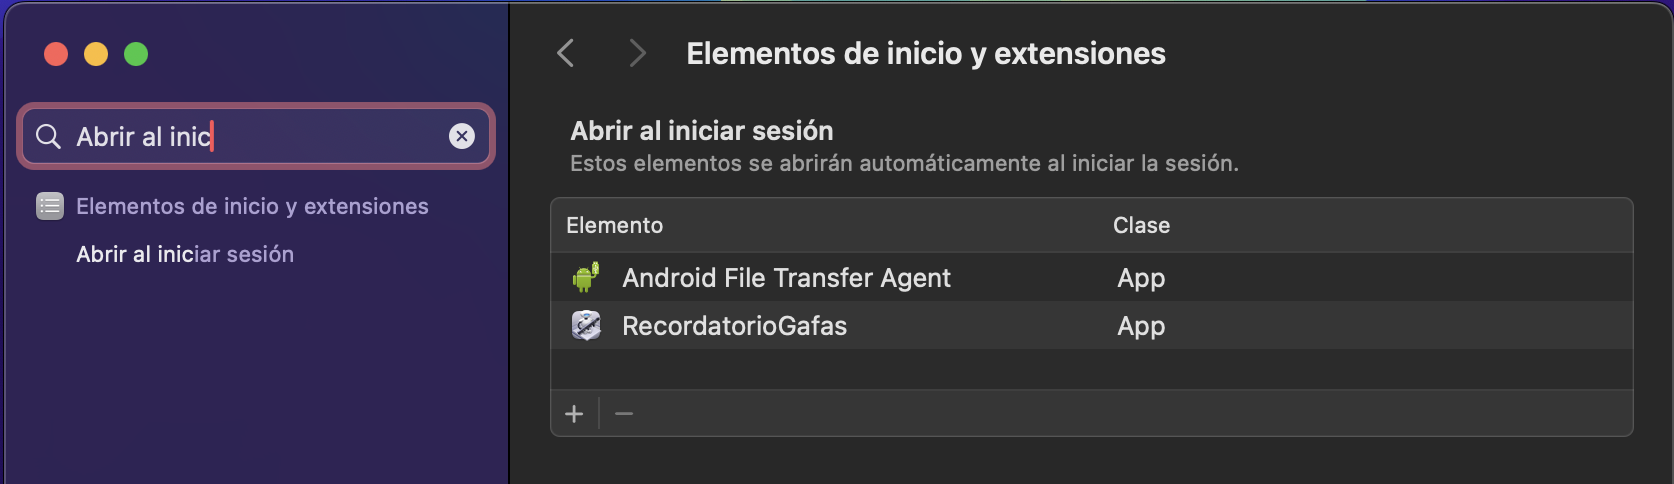 Abrir al inic
Elementos de inicio y extensiones
Abrir al iniciar sesión
Elementos de inicio y extensiones
Abrir al iniciar sesión
Estos elementos se abrirán automáticamente al iniciar la sesión.
Elemento Clase
Android File Transfer Agent App
RecordatorioGafas App